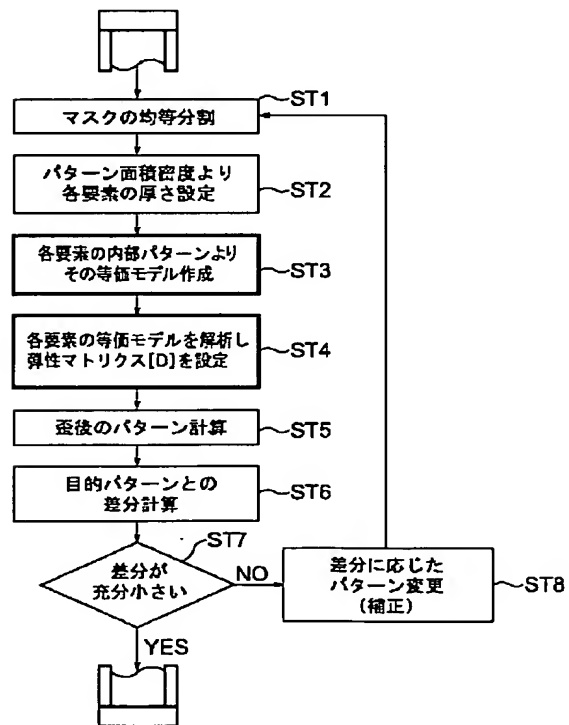 ST1
マスクの均等分割
パターン面積密度より
各要素の厚さ設定
ST2
各要素の内部パターンより
その等価モデル作成
ST3
各要素の等価モデルを解析し
弾性マトリクス[D]を設定
ST4
歪後のパターン計算
ST5
目的パターンとの
差分計算
ST6
ST7
差分が
充分小さい
NO
差分に応じた
パターン変更
(補正)
ST8
YES